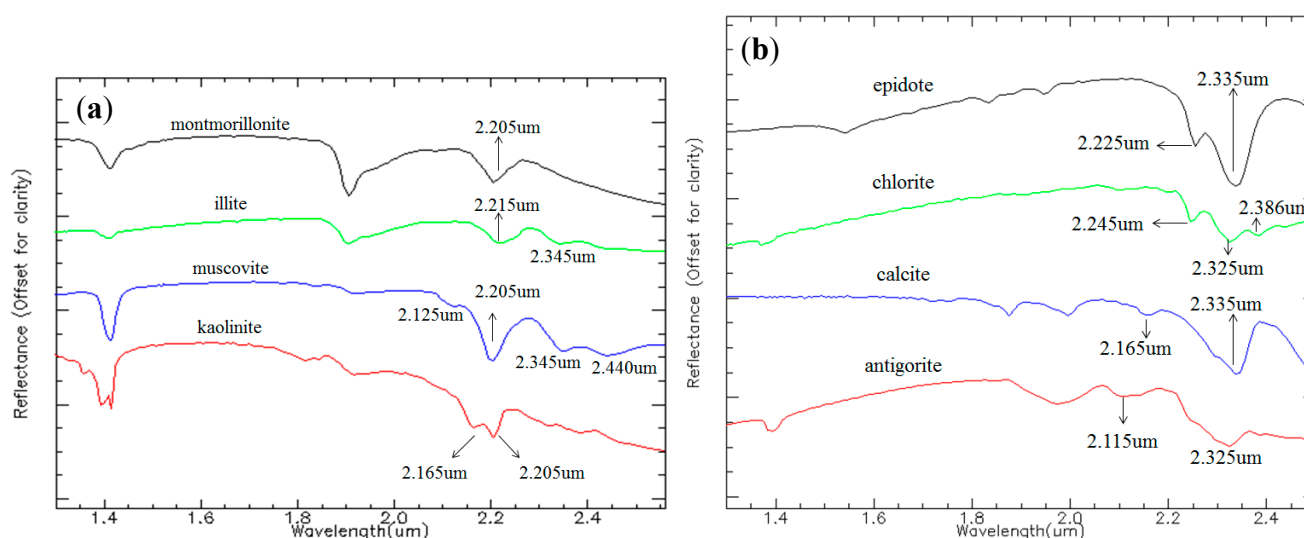 (a)
montmorillonite
2.205um
illite
2.215um
2.345um
muscovite
2.205um
2.125um
2.345um
2.440um
kaolinite
2.165um
2.205um
Reflectance (Offset for clarity)
1.4
1.6
1.8
2.0
2.2
2.4
Wavelength(um)
(b)
epidote
2.335um
2.225um
chlorite
2.386um
2.245um
2.325um
calcite
2.335um
2.165um
antigorite
2.115um
2.325um
Reflectance (Offset for clarity)
1.4
1.6
1.8
2.0
2.2
2.4
Wavelength(um)